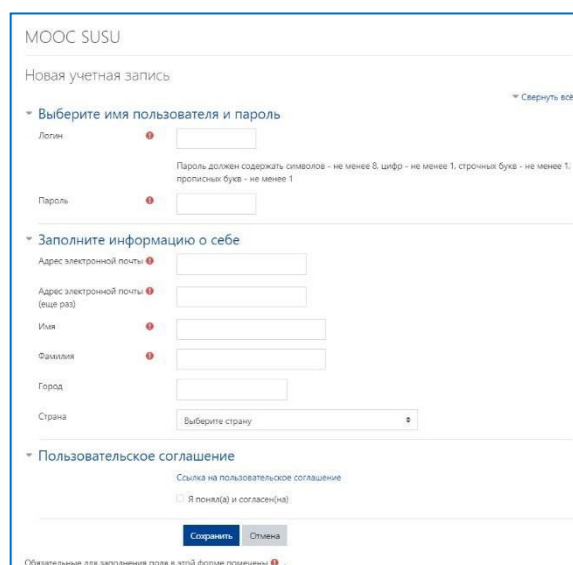 MOOC SUSU
Новая учетная запись
Свернуть всё
Выберите имя пользователя и пароль
Логин
Пароль должен содержать символов - не менее 8, цифр - не менее 1, строчных букв - не менее 1,
прописных букв - не менее 1
Пароль
Заполните информацию о себе
Адрес электронной почты
Адрес электронной почты
(еще раз)
Имя
Фамилия
Город
Страна
Выберите страну
Пользовательское соглашение
Ссылка на пользовательское соглашение
Я понял(а) и согласен(на)
Сохранить Отмена
Обязательные для заполнения поля в этой форме помечены